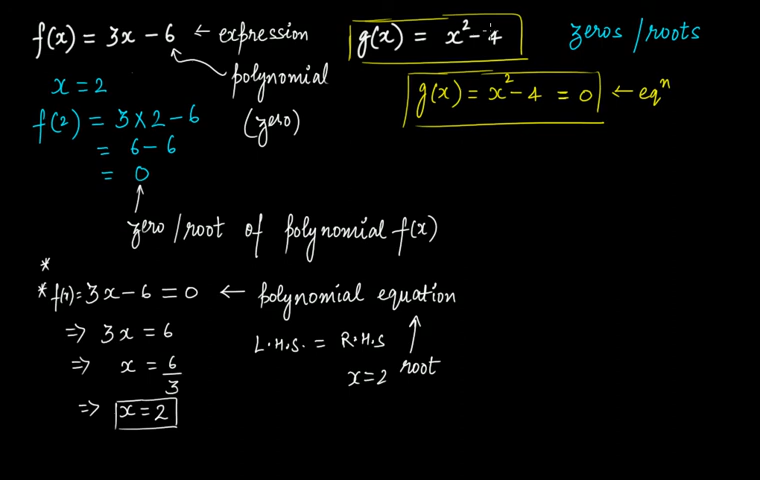 f(x) = 3x - 6 ← expression
polynomial
(zero)
x = 2
f(2) = 3 × 2 - 6
= 6 - 6
= 0
zero/root of polynomial f(x)
*
* f(x) = 3x - 6 = 0 ← polynomial equation
⇒ 3x = 6
⇒ x = 6/3
⇒ x = 2
L.H.S. = R.H.S
x = 2
root
g(x) = x² - 4
zeros/roots
g(x) = x² - 4 = 0 ← eqⁿ